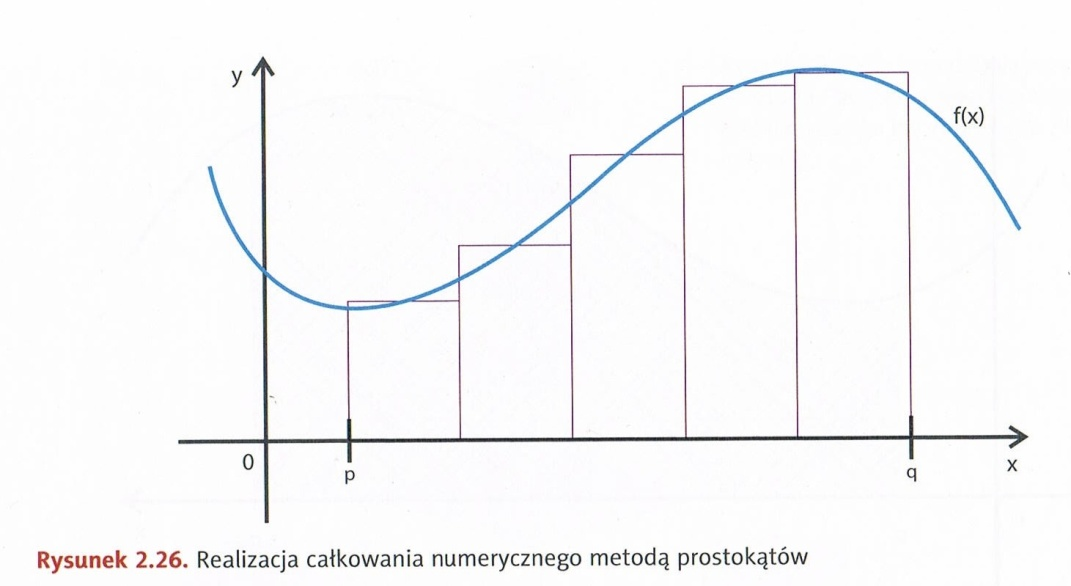 y
f(x)
0
p
q
x
Rysunek 2.26. Realizacja całkowania numerycznego metodą prostokątów